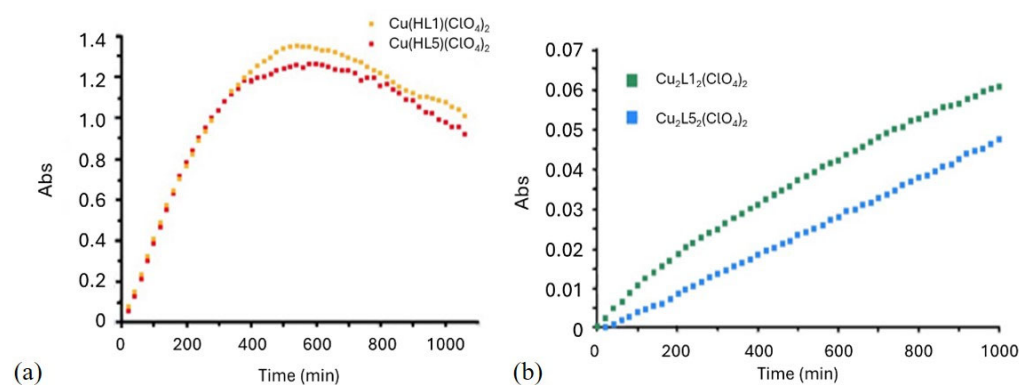 Cu(HL1)(ClO₄)₂
Cu(HL5)(ClO₄)₂
1.4
1.2
1.0
0.8
0.6
0.4
0.2
0
Abs
0 200 400 600 800 1000
Time (min)
(a)
0.07
0.06
0.05
0.04
0.03
0.02
0.01
0
Abs
Cu₂L1₂(ClO₄)₂
Cu₂L5₂(ClO₄)₂
0 200 400 600 800 1000
Time (min)
(b)